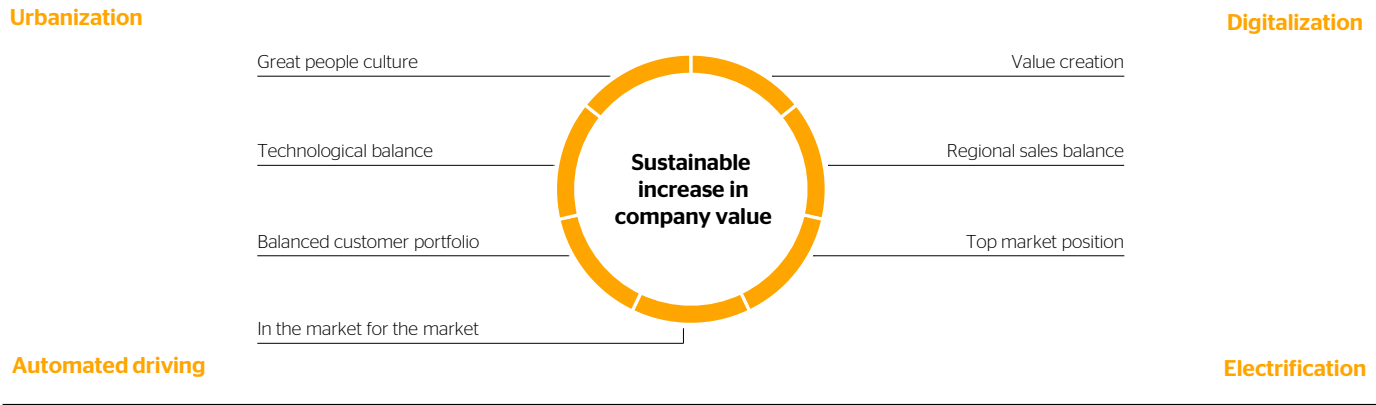 Urbanization
Digitalization
Great people culture
Value creation
Technological balance
Regional sales balance
Sustainable
increase in
company value
Balanced customer portfolio
Top market position
In the market for the market
Automated driving
Electrification